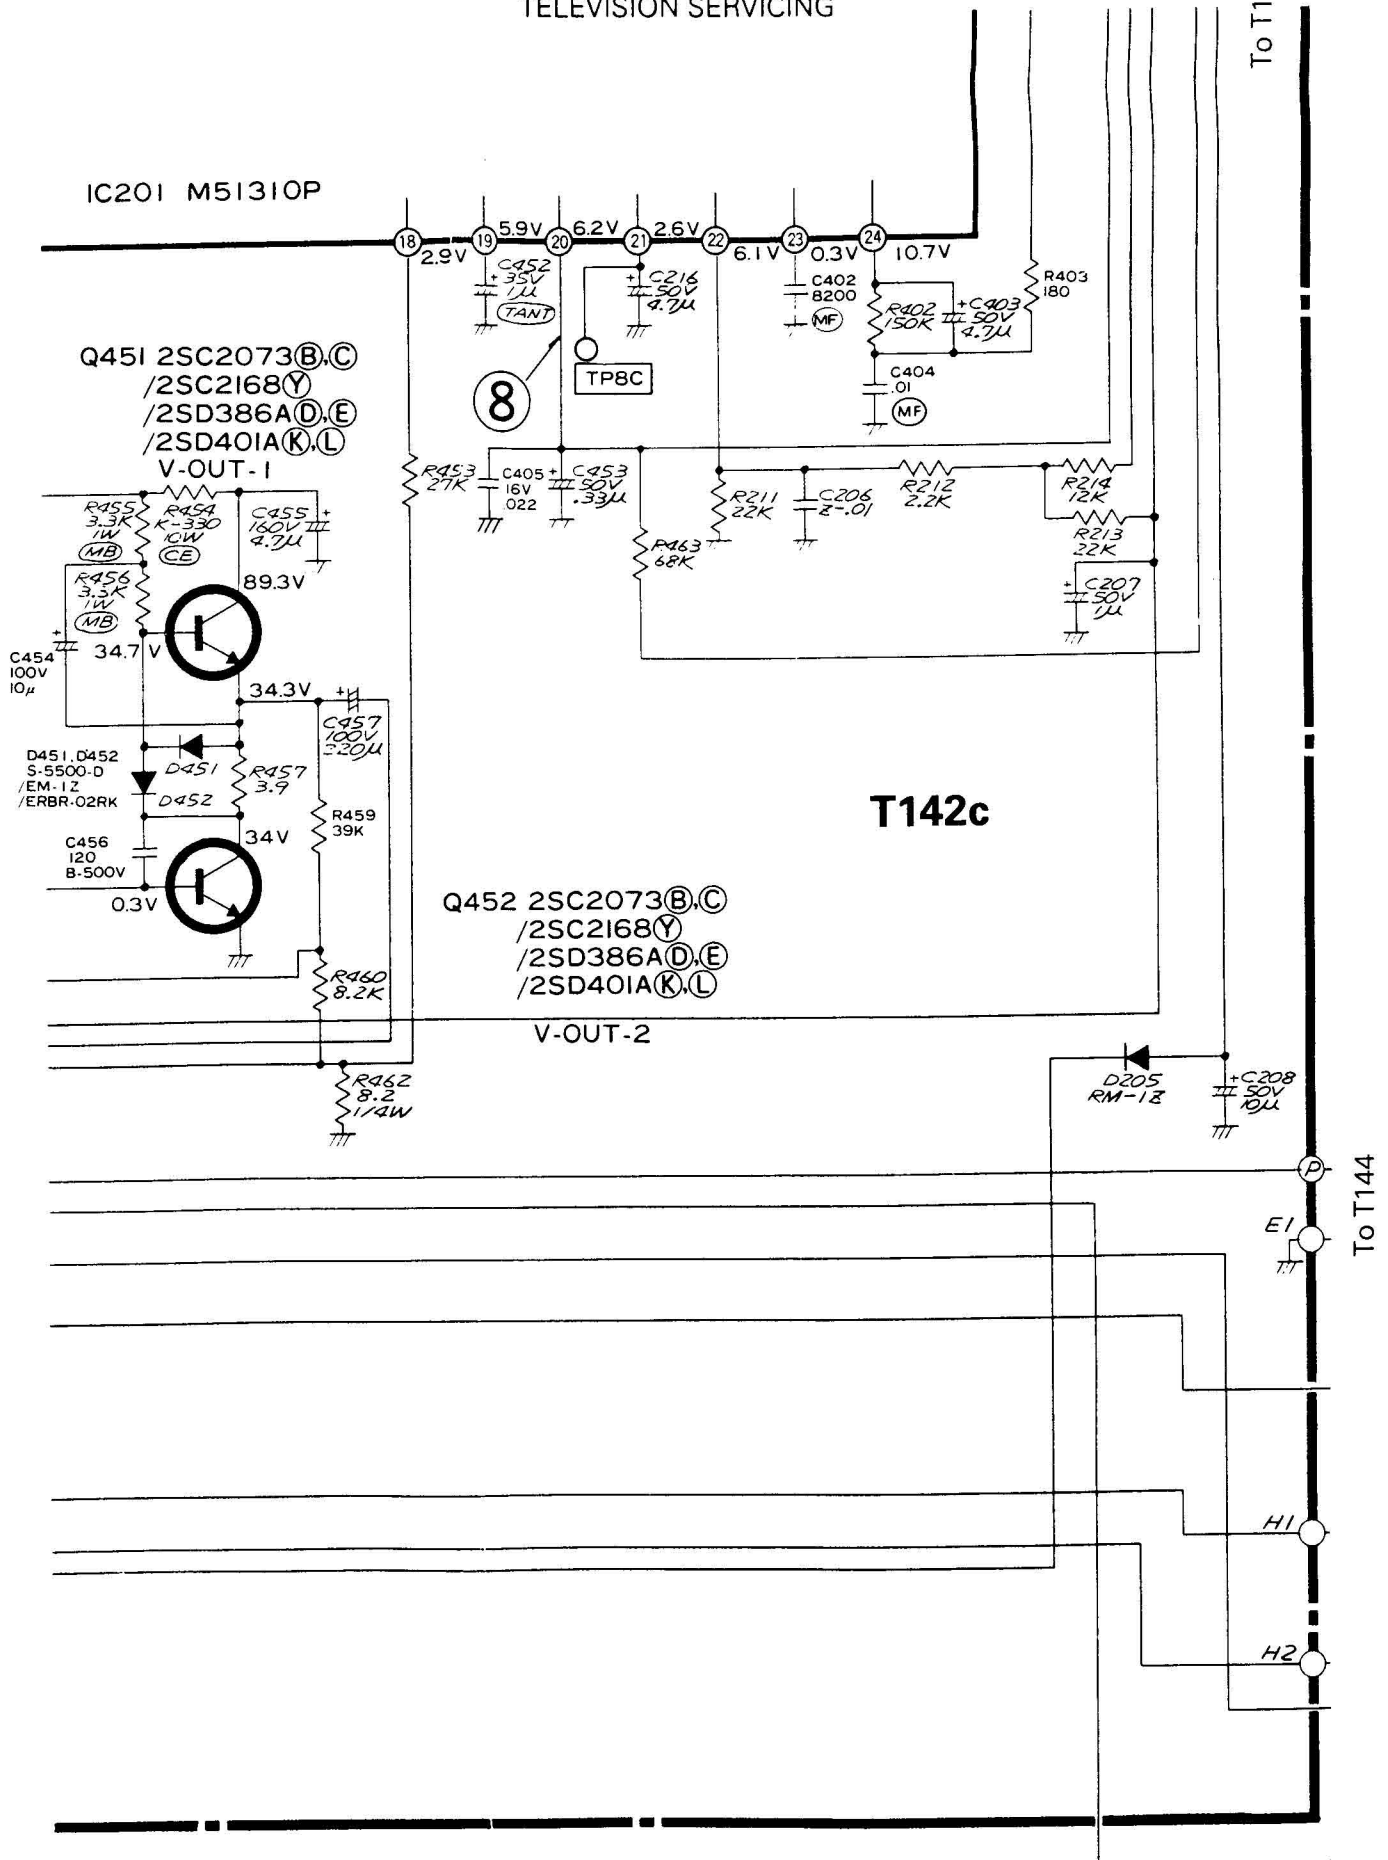 TELEVISION SERVICING
To T1
IC201 M51310P
18
19
20
21
22
23
24
2.9V
5.9V
6.2V
2.6V
6.1V
0.3V
10.7V
C452
35V
1µ
TANT
C216
50V
4.7µ
C402
8200
MF
R402
150K
C403
50V
4.7µ
R403
180
C404
.01
MF
8
TP8C
Q451 2SC2073Ⓑ,Ⓒ
/2SC2168Ⓨ
/2SD386AⒹ,Ⓔ
/2SD401AⓀ,Ⓛ
V-OUT-1
R453
27K
C405
16V
.022
C453
50V
.33µ
R463
68K
R211
22K
C206
Z-.01
R212
2.2K
R214
12K
R213
22K
C207
50V
1µ
R455
3.3K
1W
MB
R454
K-330
10W
CE
C455
160V
4.7µ
R456
3.3K
1W
MB
89.3V
34.7 V
C454
100V
10µ
34.3V
C457
100V
220µ
D451, D452
S-5500-D
/EM-1Z
/ERBR-02RK
D451
D452
R457
3.9
R459
39K
34V
C456
120
B-500V
0.3V
T142c
Q452 2SC2073Ⓑ,Ⓒ
/2SC2168Ⓨ
/2SD386AⒹ,Ⓔ
/2SD401AⓀ,Ⓛ
V-OUT-2
R460
8.2K
R462
8.2
1/4W
D205
RM-1Z
C208
50V
10µ
P
E1
To T144
H1
H2